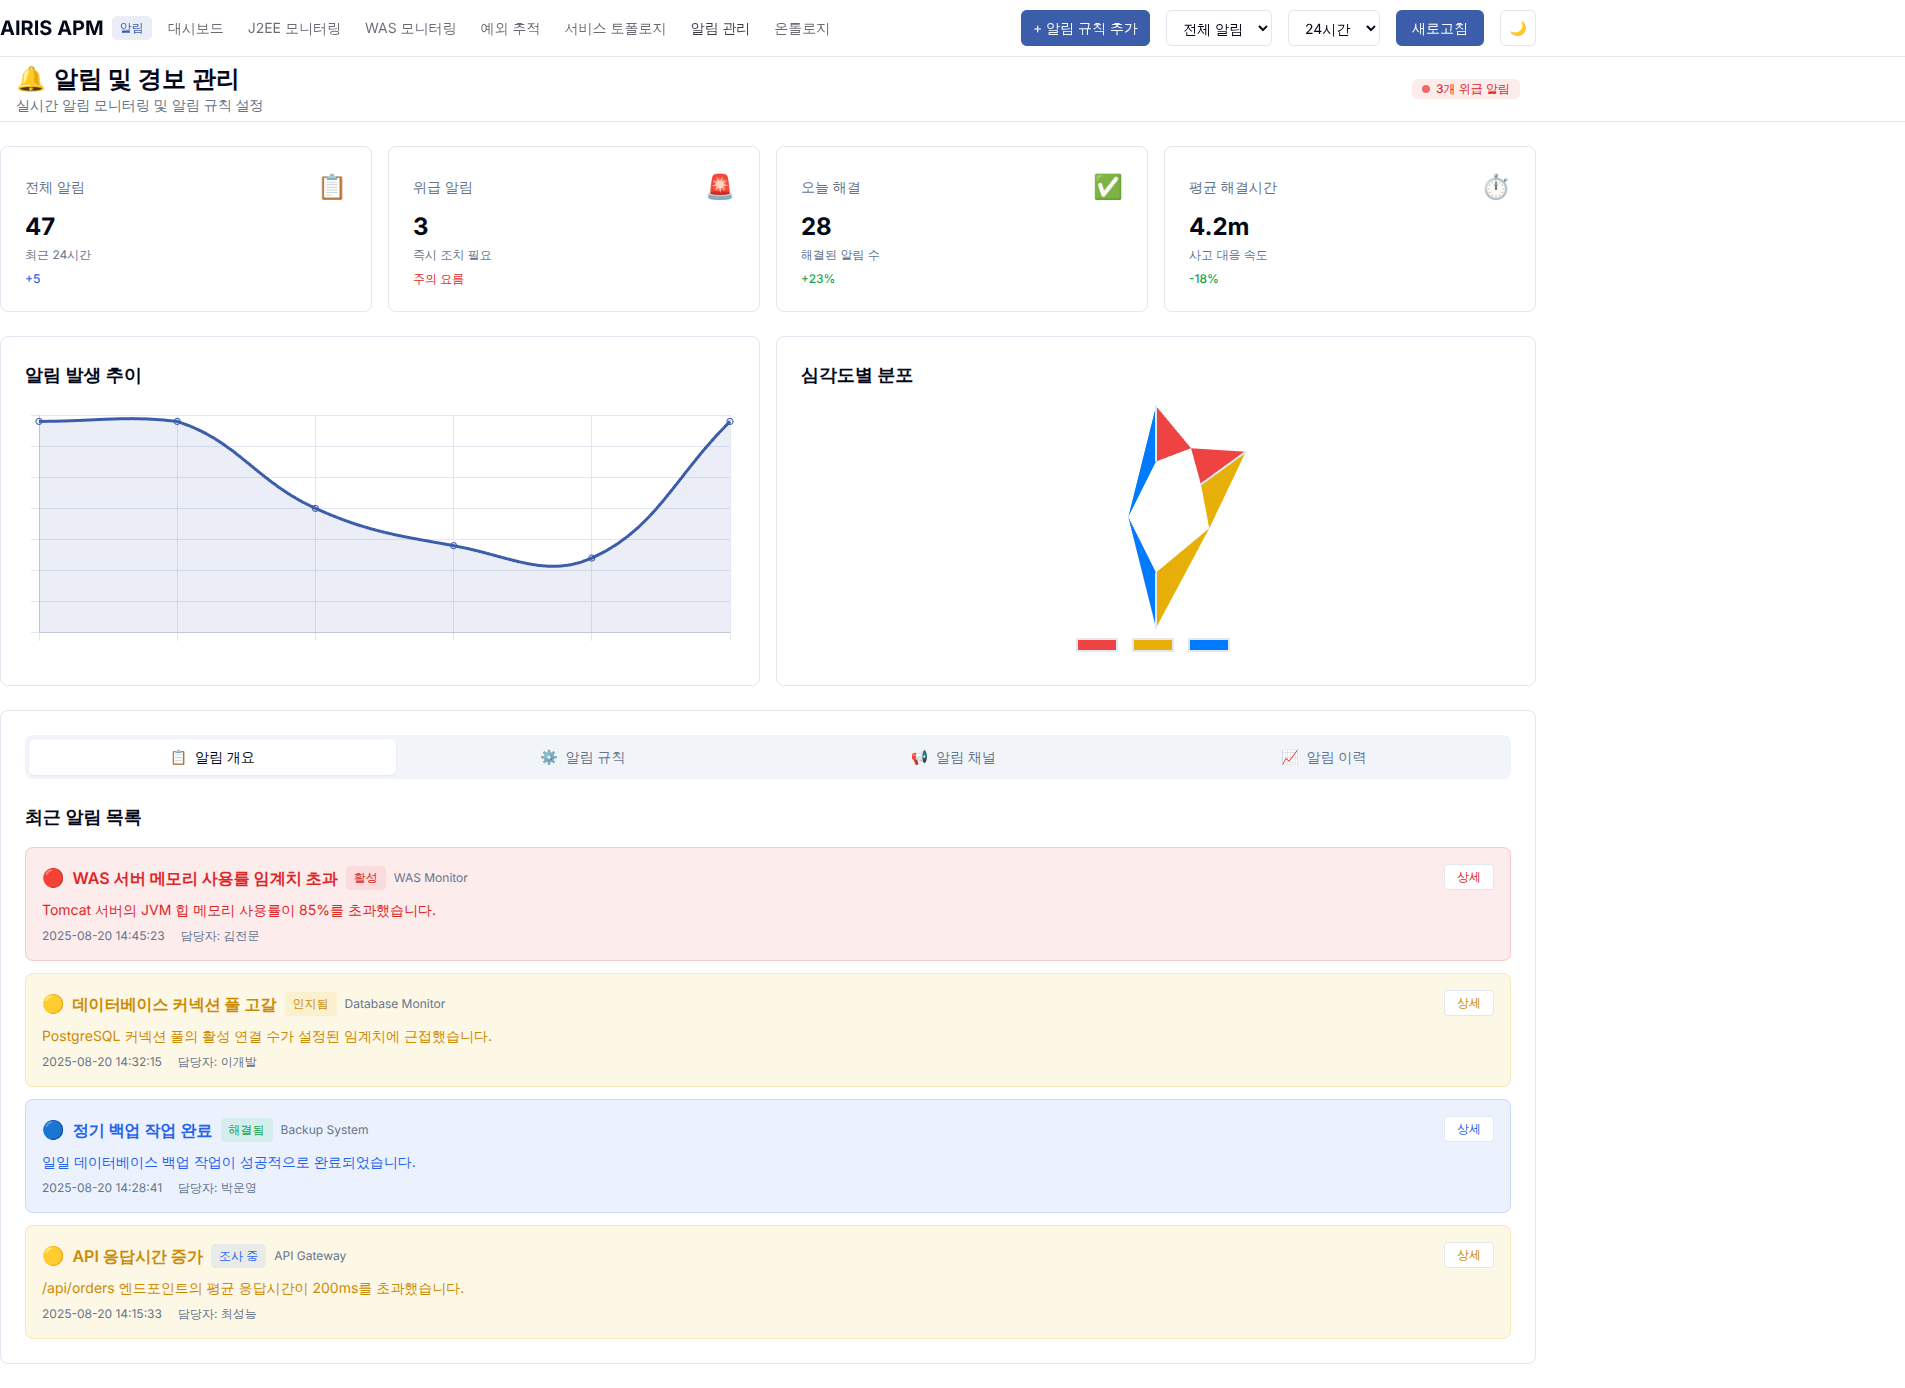 AIRIS APM 알림 대시보드 J2EE 모니터링 WAS 모니터링 예외 추적 서비스 토폴로지 알림 관리 온톨로지 + 알림 규칙 추가 전체 알림 24시간 새로고침
알림 및 경보 관리
실시간 알림 모니터링 및 알림 규칙 설정
3개 위급 알림
전체 알림
47
최근 24시간
+5
위급 알림
3
즉시 조치 필요
주의 요름
오늘 해결
28
해결된 알림 수
+23%
평균 해결시간
4.2m
사고 대응 속도
-18%
알림 발생 추이
심각도별 분포
알림 개요
알림 규칙
알림 채널
알림 이력
최근 알림 목록
WAS 서버 메모리 사용률 임계치 초과 활성 WAS Monitor 상세
Tomcat 서버의 JVM 힙 메모리 사용률이 85%를 초과했습니다.
2025-08-20 14:45:23 담당자: 김전문
데이터베이스 커넥션 풀 고갈 인지됨 Database Monitor 상세
PostgreSQL 커넥션 풀의 활성 연결 수가 설정된 임계치에 근접했습니다.
2025-08-20 14:32:15 담당자: 이개발
정기 백업 작업 완료 해결됨 Backup System 상세
일일 데이터베이스 백업 작업이 성공적으로 완료되었습니다.
2025-08-20 14:28:41 담당자: 박운영
API 응답시간 증가 조사 중 API Gateway 상세
/api/orders 엔드포인트의 평균 응답시간이 200ms를 초과했습니다.
2025-08-20 14:15:33 담당자: 최성능